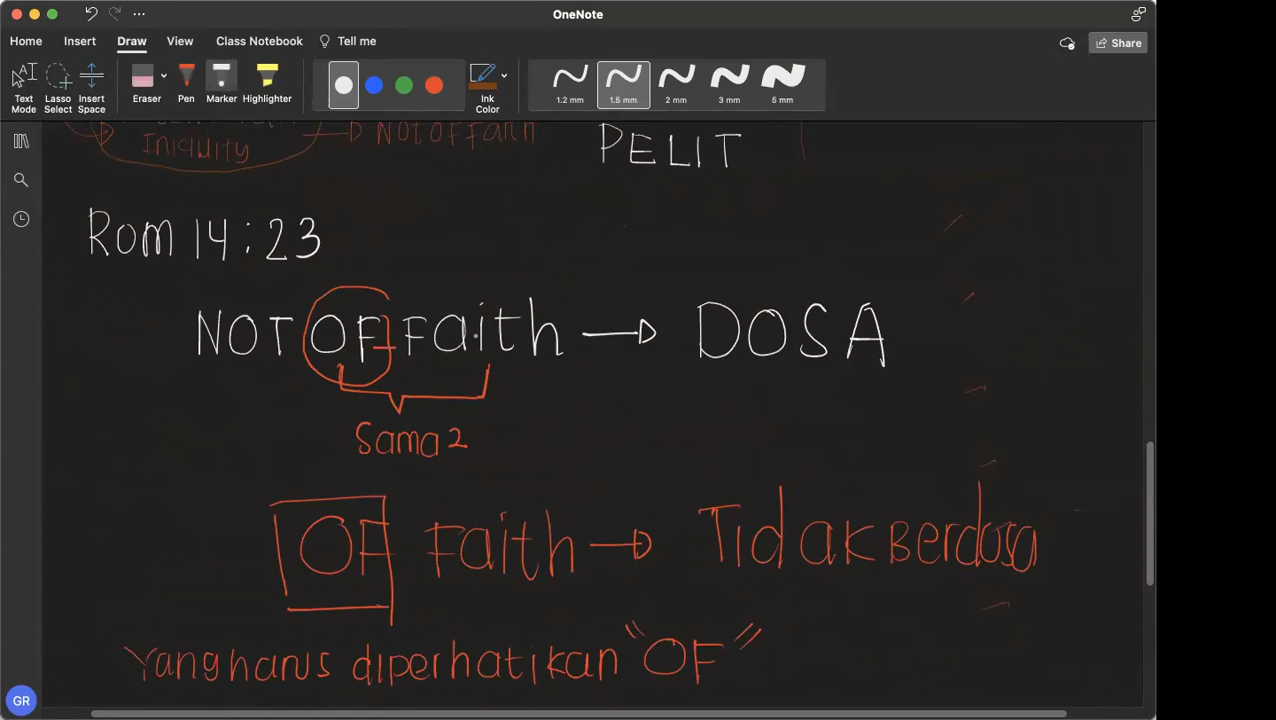 OneNote
Home Insert Draw View Class Notebook Tell me
Share
Text Mode Lasso Select Insert Space Eraser Pen Marker Highlighter Ink Color 1.2 mm 1.5 mm 2 mm 3 mm 5 mm
Iniquity Not of Faith PELIT
Rom 14:23
NOT OF Faith DOSA
Sama2
OF Faith Tidak Berdosa
Yang harus diperhatikan "OF"
GR